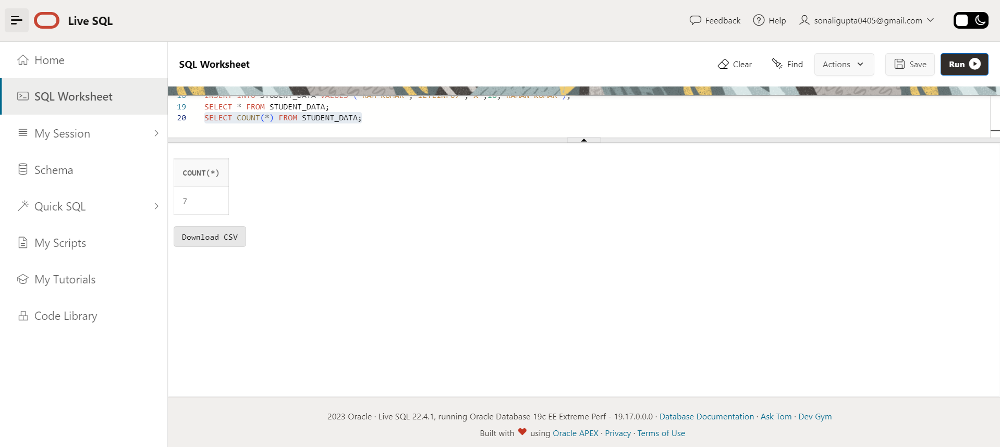 Live SQL
Feedback
Help
sonaligupta0405@gmail.com
Home
SQL Worksheet
My Session
Schema
Quick SQL
My Scripts
My Tutorials
Code Library
SQL Worksheet
Clear
Find
Actions
Save
Run
18 INSERT INTO STUDENT_DATA VALUES (
19 SELECT * FROM STUDENT_DATA;
20 SELECT COUNT(*) FROM STUDENT_DATA;
COUNT(*)
7
Download CSV
2023 Oracle · Live SQL 22.4.1, running Oracle Database 19c EE Extreme Perf - 19.17.0.0.0 · Database Documentation · Ask Tom · Dev Gym
Built with ❤ using Oracle APEX · Privacy · Terms of Use